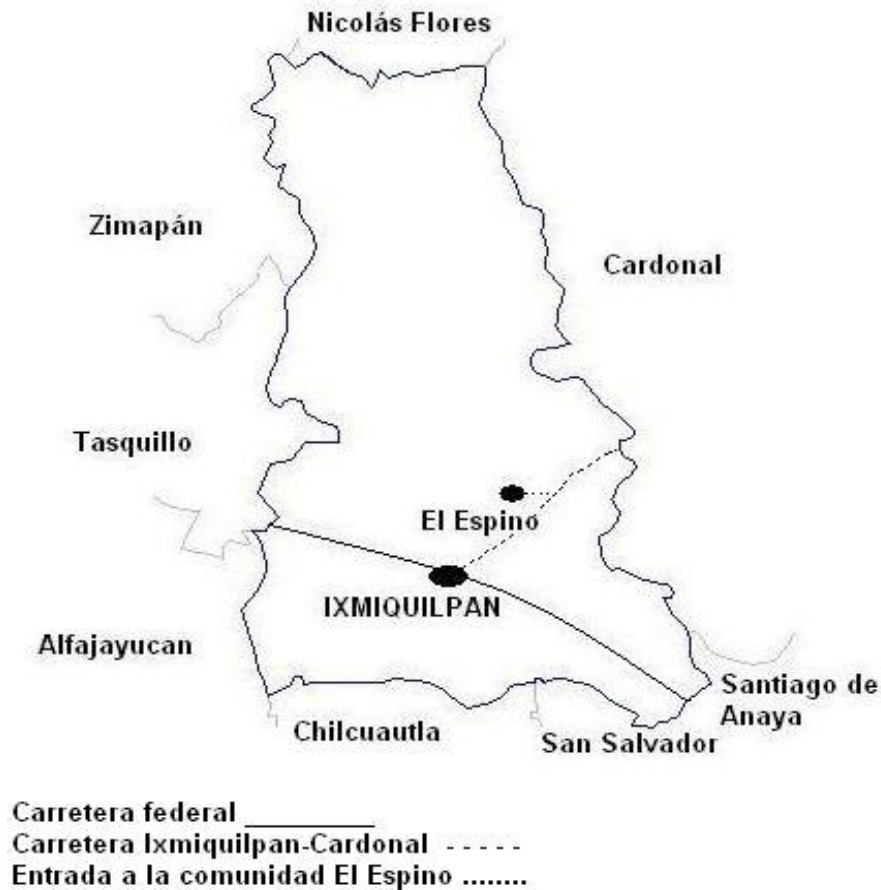 Nicolás Flores
Zimapán
Cardonal
Tasquillo
El Espino
IXMIQUILPAN
Alfajayucan
Santiago de
Anaya
Chilcuautla
San Salvador
Carretera federal __________
Carretera Ixmiquilpan-Cardonal - - - - -
Entrada a la comunidad El Espino ........